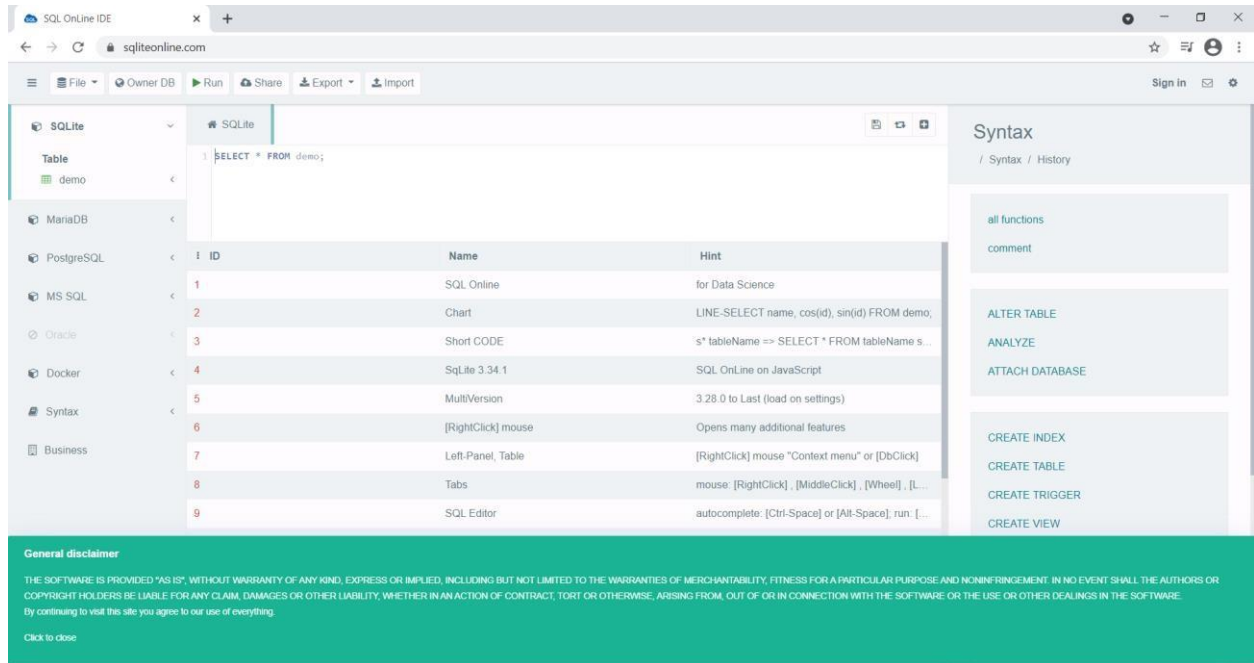 SQL OnLine IDE
sqliteonline.com
File Owner DB Run Share Export Import Sign in
SQLite
Table
demo
MariaDB
PostgreSQL
MS SQL
Oracle
Docker
Syntax
Business
SQLite
1 SELECT * FROM demo;
ID Name Hint
1 SQL Online for Data Science
2 Chart LINE-SELECT name, cos(id), sin(id) FROM demo;
3 Short CODE s* tableName => SELECT * FROM tableName s...
4 SqLite 3.34.1 SQL OnLine on JavaScript
5 MultiVersion 3.28.0 to Last (load on settings)
6 [RightClick] mouse Opens many additional features
7 Left-Panel, Table [RightClick] mouse "Context menu" or [DbClick]
8 Tabs mouse: [RightClick] , [MiddleClick] , [Wheel] , [L...
9 SQL Editor autocomplete: [Ctrl-Space] or [Alt-Space]; run: [...
Syntax
/ Syntax / History
all functions
comment
ALTER TABLE
ANALYZE
ATTACH DATABASE
CREATE INDEX
CREATE TABLE
CREATE TRIGGER
CREATE VIEW
General disclaimer
THE SOFTWARE IS PROVIDED "AS IS", WITHOUT WARRANTY OF ANY KIND, EXPRESS OR IMPLIED, INCLUDING BUT NOT LIMITED TO THE WARRANTIES OF MERCHANTABILITY, FITNESS FOR A PARTICULAR PURPOSE AND NONINFRINGEMENT. IN NO EVENT SHALL THE AUTHORS OR
COPYRIGHT HOLDERS BE LIABLE FOR ANY CLAIM, DAMAGES OR OTHER LIABILITY, WHETHER IN AN ACTION OF CONTRACT, TORT OR OTHERWISE, ARISING FROM, OUT OF OR IN CONNECTION WITH THE SOFTWARE OR THE USE OR OTHER DEALINGS IN THE SOFTWARE.
By continuing to visit this site you agree to our use of everything.
Click to close